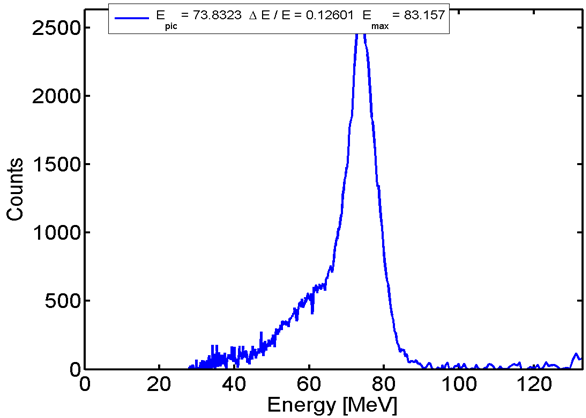 E_pic = 73.8323 Δ E / E = 0.12601 E_max = 83.157
2500
2000
1500
1000
500
0
Counts
0 20 40 60 80 100 120
Energy [MeV]